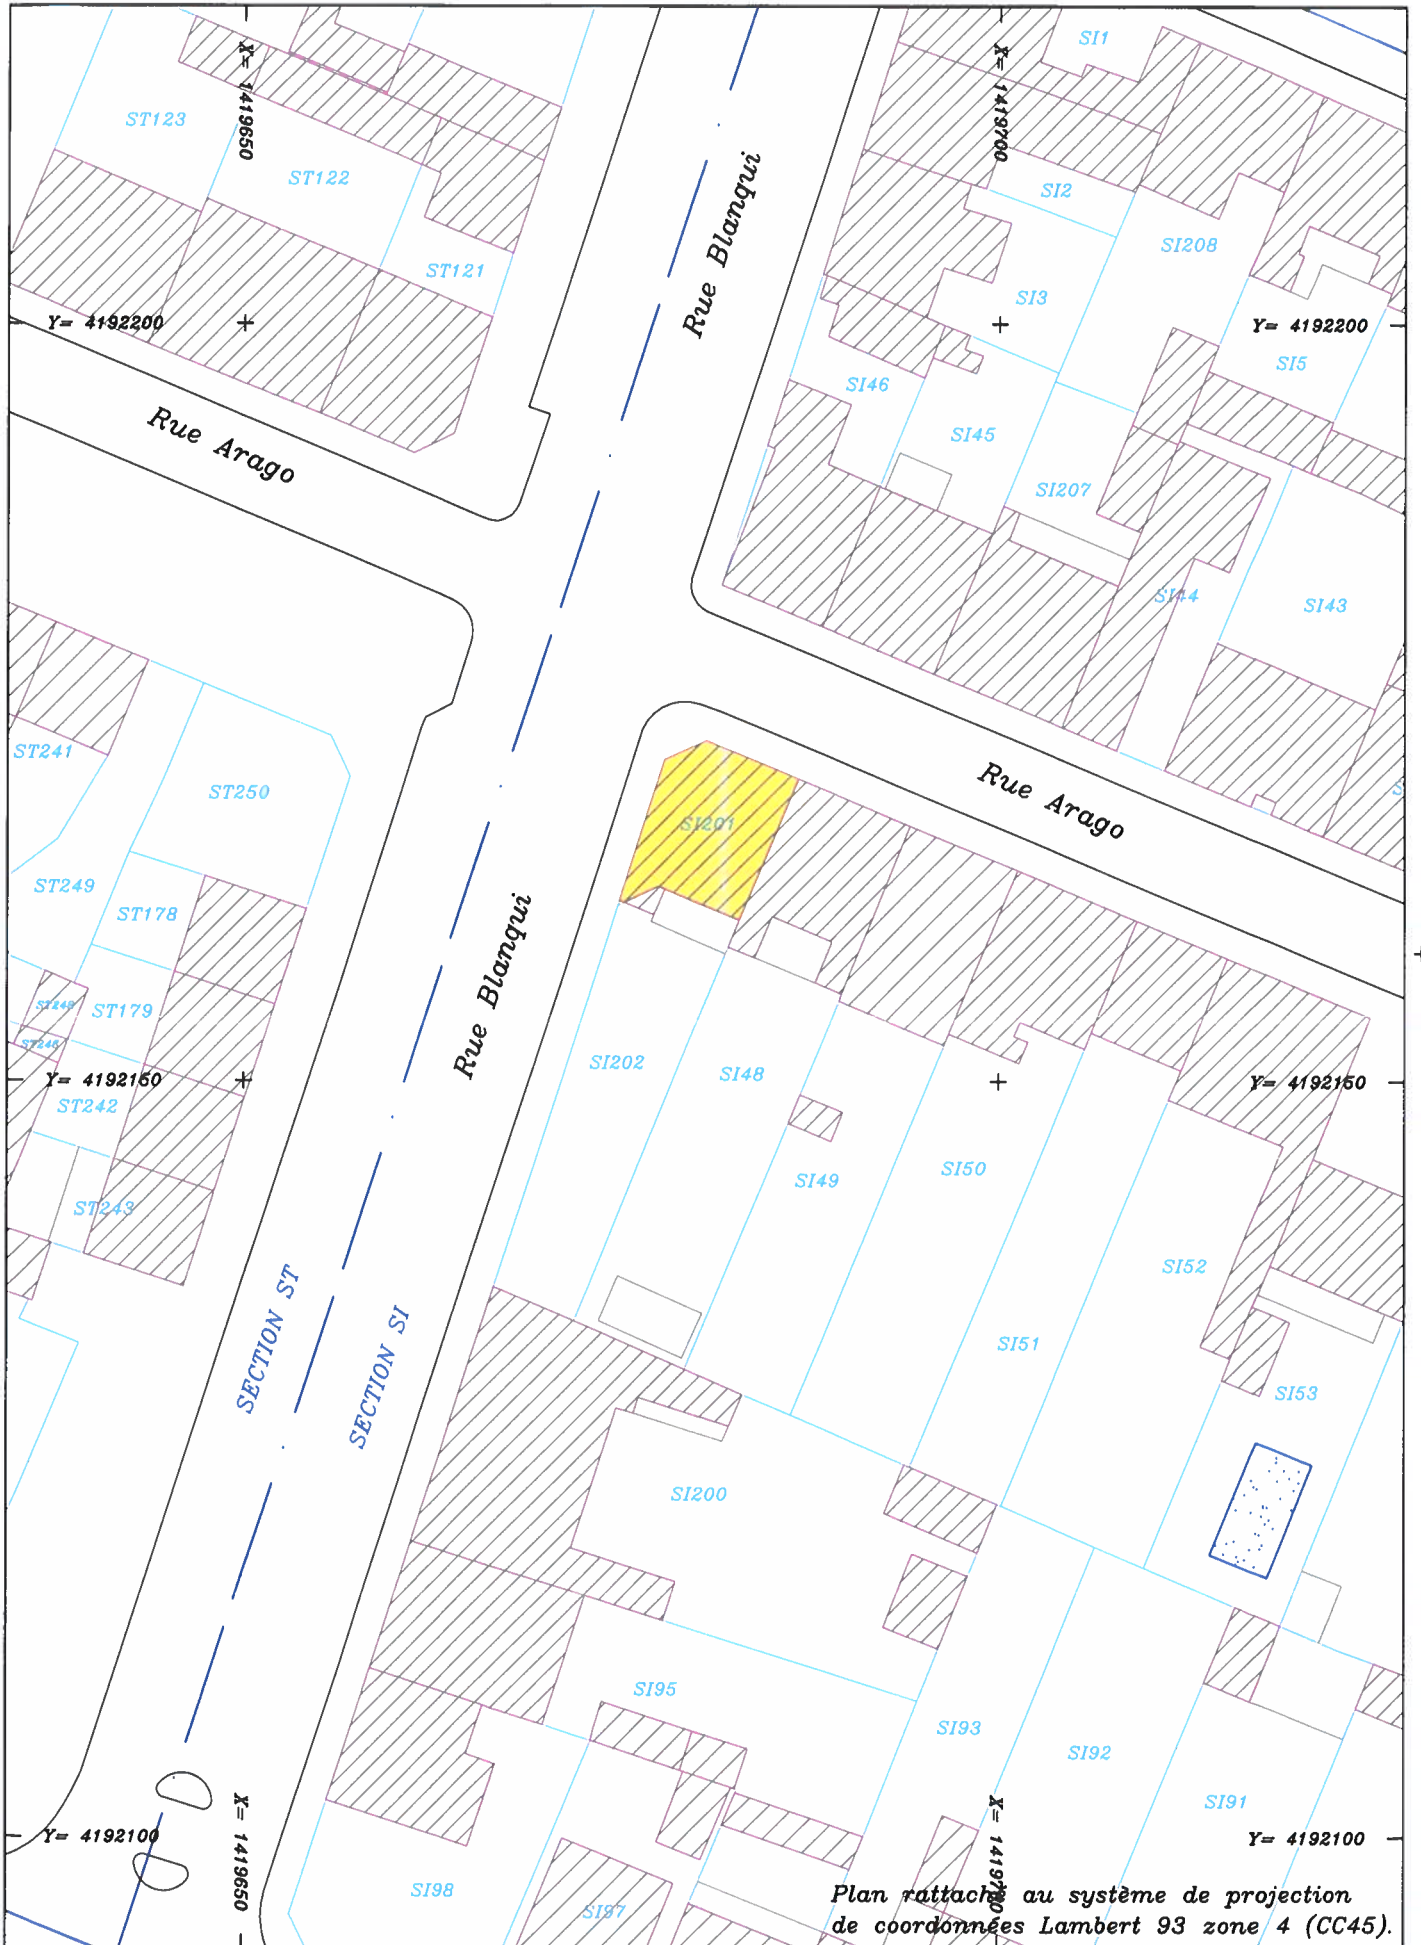 SI1
X= 1419650
X= 1419700
ST123
ST122
SI2
Rue Blanqui
SI208
ST121
SI3
Y= 4192200
Y= 4192200
SI5
SI46
Rue Arago
SI45
SI207
SI44
SI43
ST241
ST250
Rue Arago
SI201
ST249
ST178
Rue Blanqui
ST179
SI202
SI48
Y= 4192150
Y= 4192150
ST242
SI49
SI50
ST243
SI52
SECTION ST
SECTION SI
SI51
SI53
SI200
SI95
SI93
SI92
SI91
X= 1419650
X= 1419700
Y= 4192100
Y= 4192100
SI98
SI97
Plan rattaché au système de projection
de coordonnées Lambert 93 zone 4 (CC45).